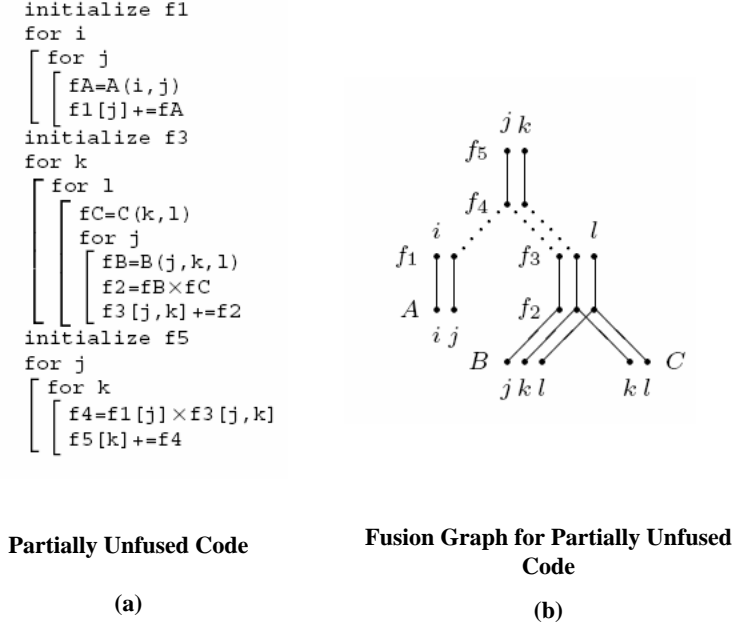 initialize f1
for i
for j
fA=A(i,j)
f1[j]+=fA
initialize f3
for k
for l
fC=C(k,l)
for j
fB=B(j,k,l)
f2=fB×fC
f3[j,k]+=f2
initialize f5
for j
for k
f4=f1[j]×f3[j,k]
f5[k]+=f4
Partially Unfused Code
(a)
j k
f5
f4
i l
f1 f3
A f2
i j
B C
j k l k l
Fusion Graph for Partially Unfused
Code
(b)